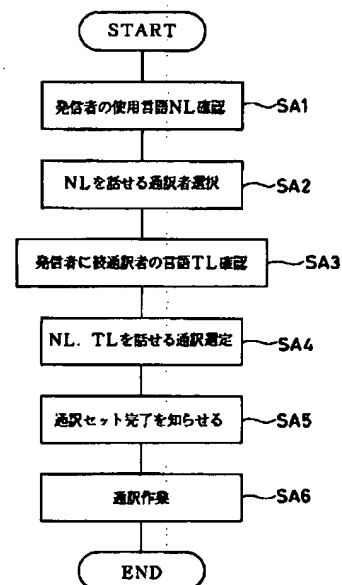 START
発信者の使用言語NL確認
SA1
NLを話せる通訳者選択
SA2
発信者に被通訳者の言語TL確認
SA3
NL. TLを話せる通訳選定
SA4
通訳セット完了を知らせる
SA5
通訳作業
SA6
END